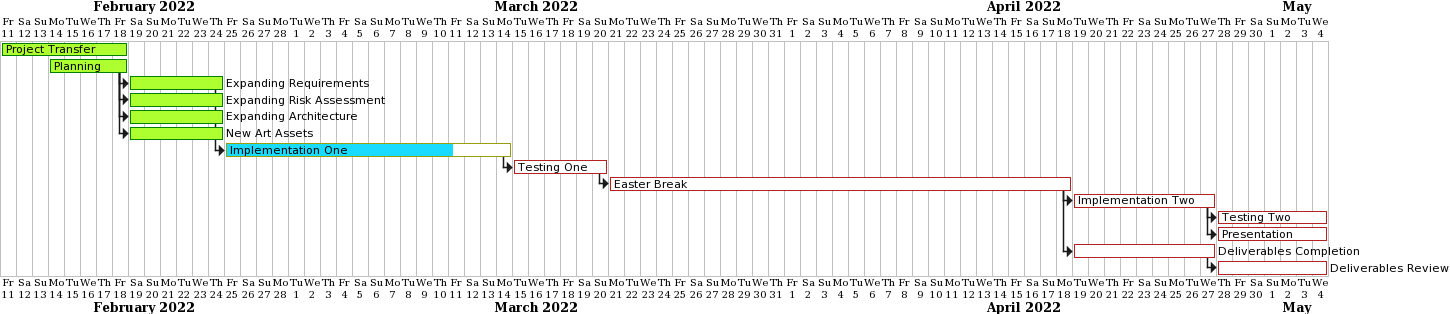 February 2022 March 2022 April 2022 May
Fr Sa Su Mo Tu We Th Fr Sa Su Mo Tu We Th Fr Sa Su Mo Tu We Th Fr Sa Su Mo Tu We Th Fr Sa Su Mo Tu We Th Fr Sa Su Mo Tu We Th Fr Sa Su Mo Tu We Th Fr Sa Su Mo Tu We Th Fr Sa Su Mo Tu We Th Fr Sa Su Mo Tu We Th Fr Sa Su Mo Tu We Th Fr Sa Su Mo Tu We
11 12 13 14 15 16 17 18 19 20 21 22 23 24 25 26 27 28 1 2 3 4 5 6 7 8 9 10 11 12 13 14 15 16 17 18 19 20 21 22 23 24 25 26 27 28 29 30 31 1 2 3 4 5 6 7 8 9 10 11 12 13 14 15 16 17 18 19 20 21 22 23 24 25 26 27 28 29 30 1 2 3 4
Project Transfer
Planning
Expanding Requirements
Expanding Risk Assessment
Expanding Architecture
New Art Assets
Implementation One
Testing One
Easter Break
Implementation Two
Testing Two
Presentation
Deliverables Completion
Deliverables Review
Fr Sa Su Mo Tu We Th Fr Sa Su Mo Tu We Th Fr Sa Su Mo Tu We Th Fr Sa Su Mo Tu We Th Fr Sa Su Mo Tu We Th Fr Sa Su Mo Tu We Th Fr Sa Su Mo Tu We Th Fr Sa Su Mo Tu We Th Fr Sa Su Mo Tu We Th Fr Sa Su Mo Tu We Th Fr Sa Su Mo Tu We Th Fr Sa Su Mo Tu We
11 12 13 14 15 16 17 18 19 20 21 22 23 24 25 26 27 28 1 2 3 4 5 6 7 8 9 10 11 12 13 14 15 16 17 18 19 20 21 22 23 24 25 26 27 28 29 30 31 1 2 3 4 5 6 7 8 9 10 11 12 13 14 15 16 17 18 19 20 21 22 23 24 25 26 27 28 29 30 1 2 3 4
February 2022 March 2022 April 2022 May